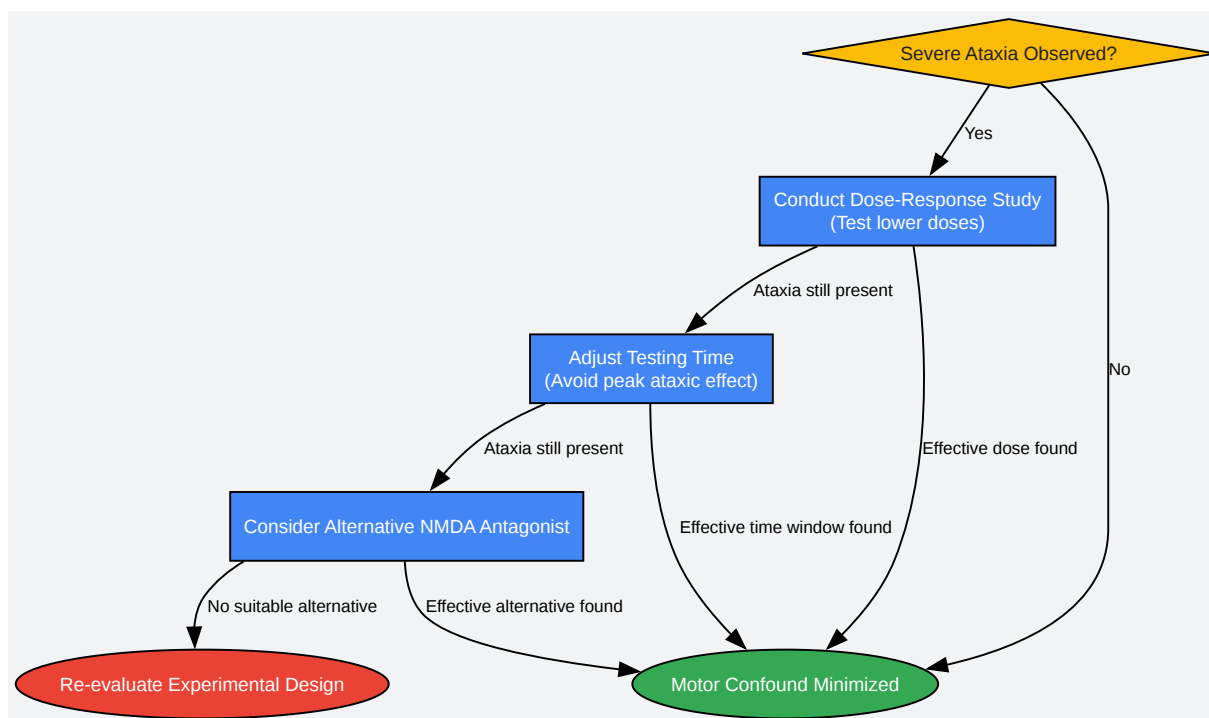 Severe Ataxia Observed?
Yes
Conduct Dose-Response Study
(Test lower doses)
Ataxia still present
Adjust Testing Time
(Avoid peak ataxic effect)
No
Ataxia still present
Effective dose found
Consider Alternative NMDA Antagonist
Effective time window found
No suitable alternative
Effective alternative found
Re-evaluate Experimental Design
Motor Confound Minimized